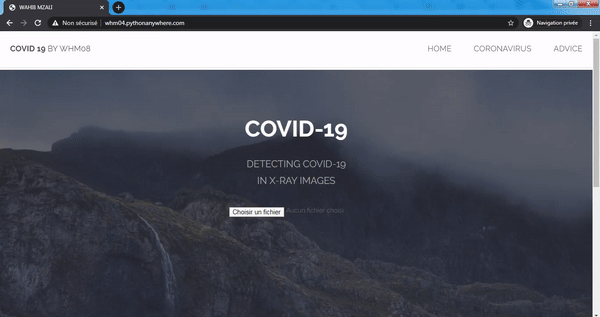 WAHIB MZALI
Non sécurisé | whm04.pythonanywhere.com
Navigation privée
COVID 19 BY WHM08
HOME
CORONAVIRUS
ADVICE
COVID-19
DETECTING COVID-19
IN X-RAY IMAGES
Choisir un fichier Aucun fichier choisi